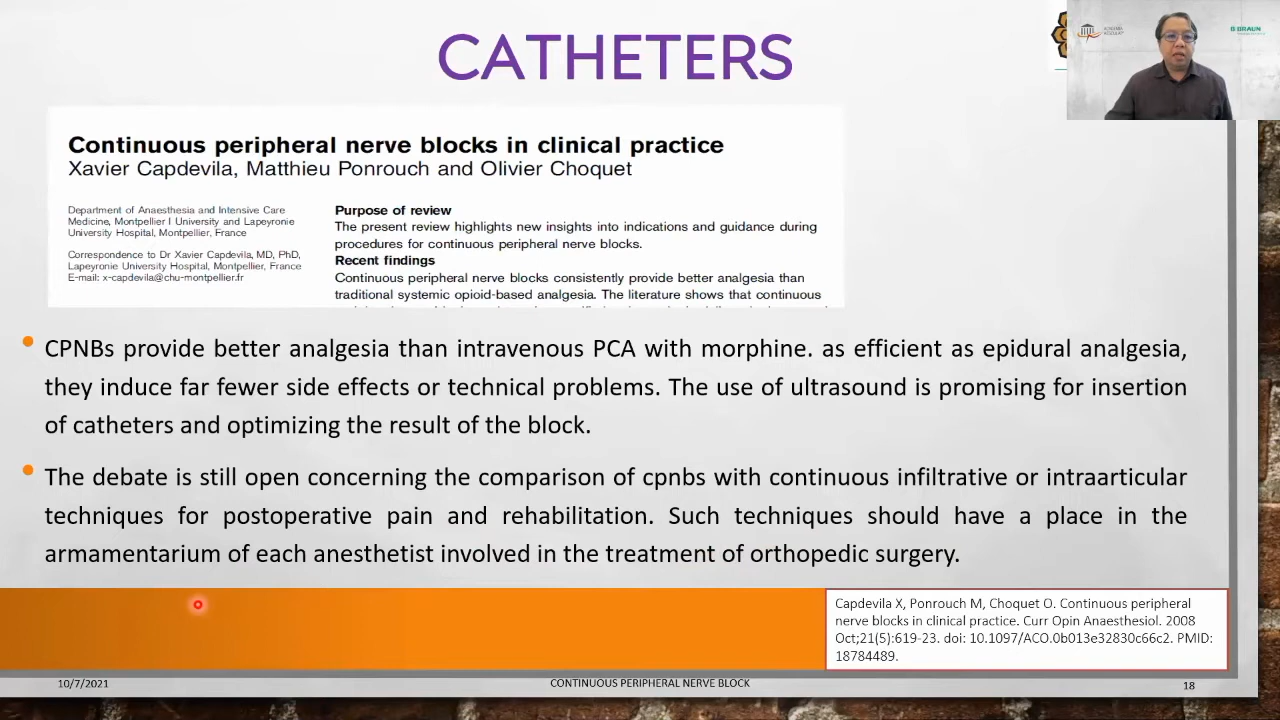 CATHETERS
B BRAUN
Continuous peripheral nerve blocks in clinical practice
Xavier Capdevila, Matthieu Ponrouch and Olivier Choquet
Department of Anaesthesia and Intensive Care
Medicine, Montpellier I University and Lapeyronie
University Hospital, Montpellier, France
Correspondence to Dr Xavier Capdevila, MD, PhD,
Lapeyronie University Hospital, Montpellier, France
E-mail: x-capdevila@chu-montpellier.fr
Purpose of review
The present review highlights new insights into indications and guidance during
procedures for continuous peripheral nerve blocks.
Recent findings
Continuous peripheral nerve blocks consistently provide better analgesia than
traditional systemic opioid-based analgesia. The literature shows that continuous
• CPNBs provide better analgesia than intravenous PCA with morphine. as efficient as epidural analgesia,
they induce far fewer side effects or technical problems. The use of ultrasound is promising for insertion
of catheters and optimizing the result of the block.
• The debate is still open concerning the comparison of cpnbs with continuous infiltrative or intraarticular
techniques for postoperative pain and rehabilitation. Such techniques should have a place in the
armamentarium of each anesthetist involved in the treatment of orthopedic surgery.
Capdevila X, Ponrouch M, Choquet O. Continuous peripheral
nerve blocks in clinical practice. Curr Opin Anaesthesiol. 2008
Oct;21(5):619-23. doi: 10.1097/ACO.0b013e32830c66c2. PMID:
18784489.
10/7/2021
CONTINUOUS PERIPHERAL NERVE BLOCK
18